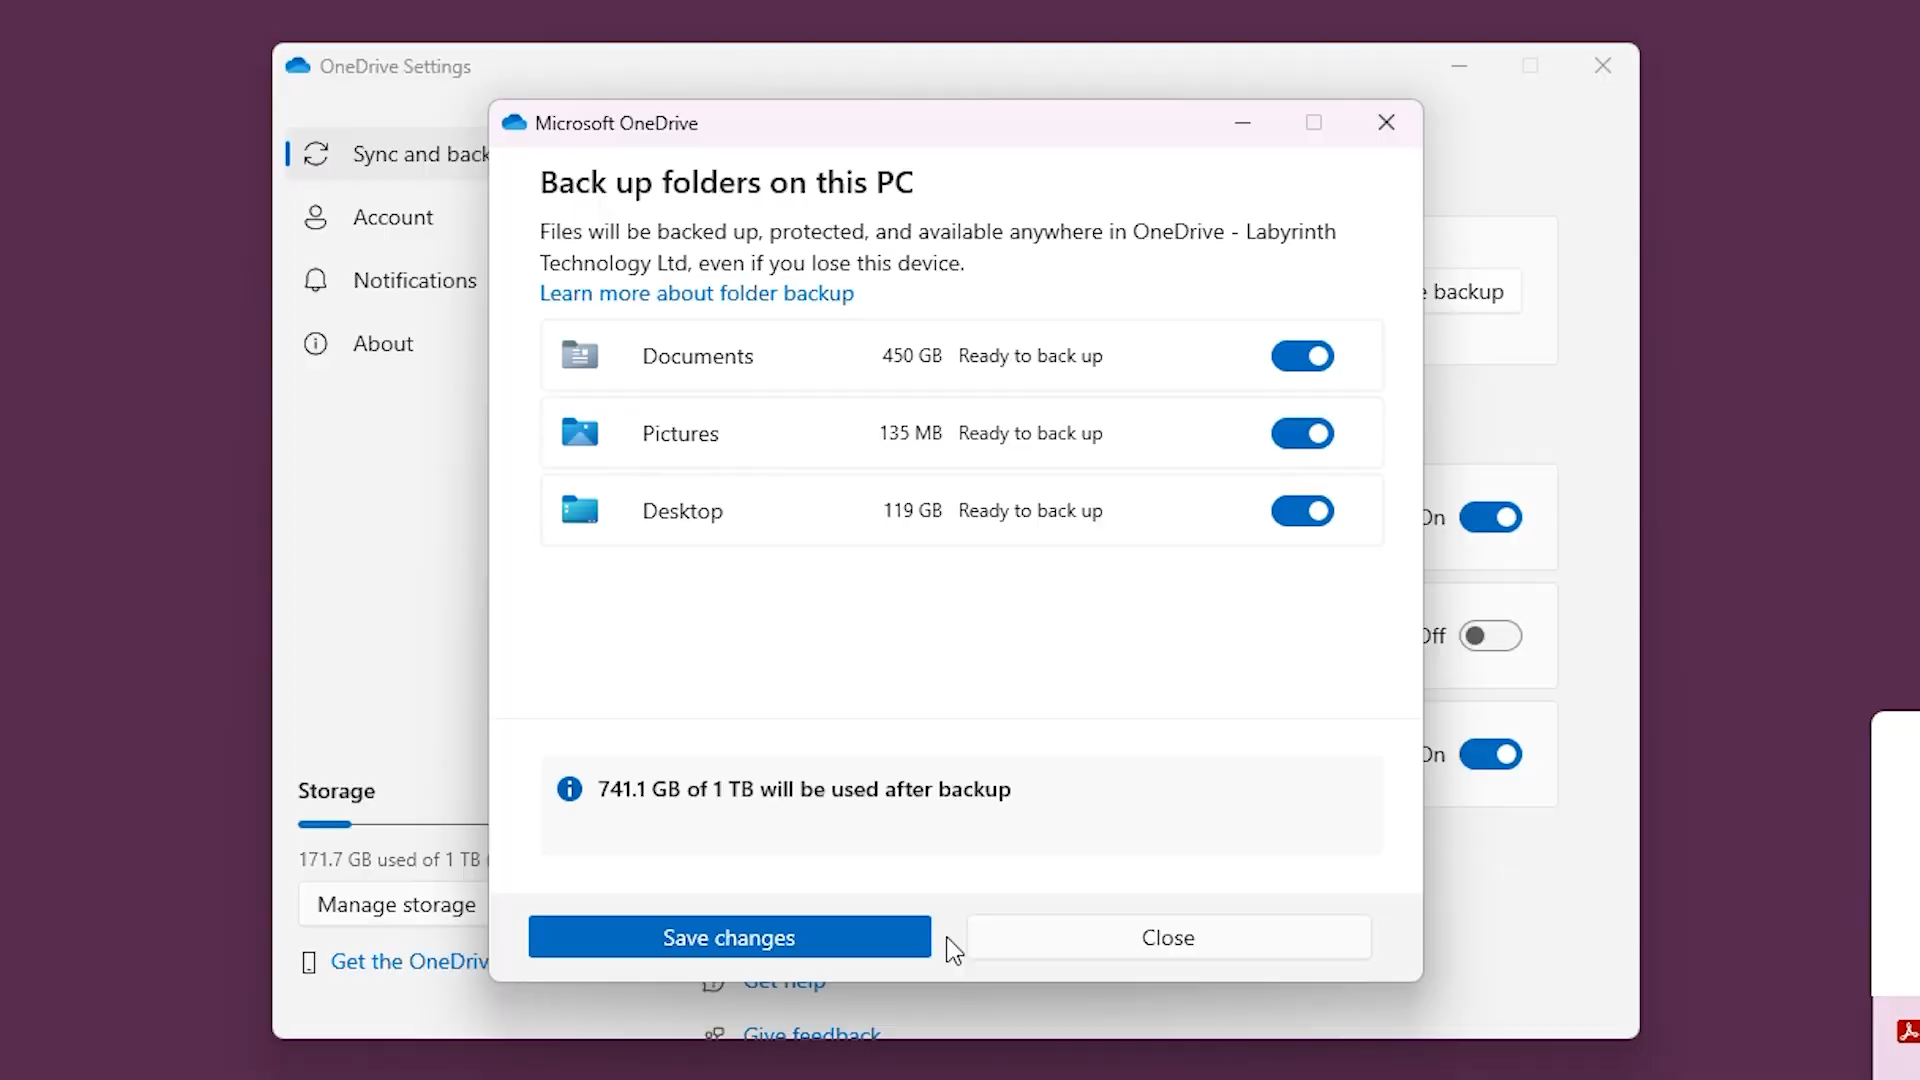 OneDrive Settings
Microsoft OneDrive
Sync and back
Account
Notifications
About
Back up folders on this PC
Files will be backed up, protected, and available anywhere in OneDrive - Labyrinth
Technology Ltd, even if you lose this device.
Learn more about folder backup
backup
Documents 450 GB Ready to back up
Pictures 135 MB Ready to back up
Desktop 119 GB Ready to back up
On
Off
On
741.1 GB of 1 TB will be used after backup
Storage
171.7 GB used of 1 TB
Manage storage
Get the OneDriv
Save changes
Close
Get help
Give feedback